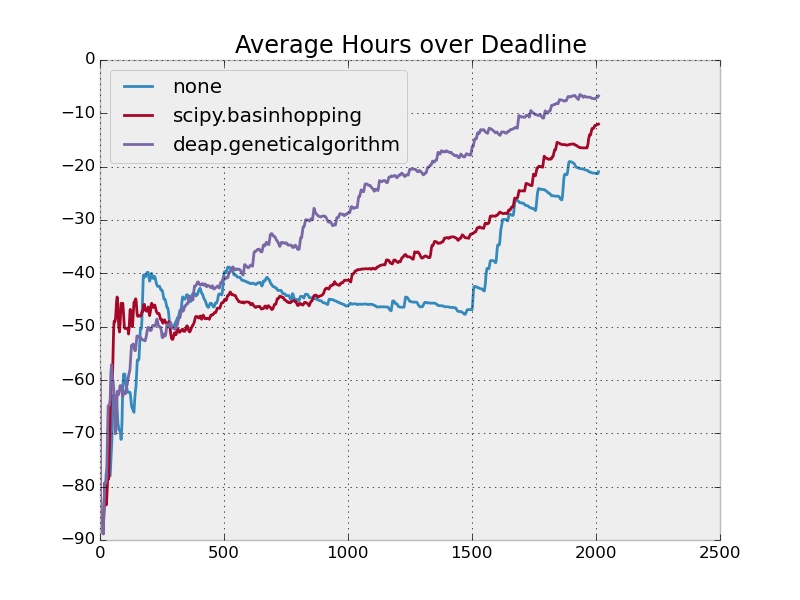 Average Hours over Deadline
none
scipy.basinhopping
deap.geneticalgorithm
0
−10
−20
−30
−40
−50
−60
−70
−80
−90
0 500 1000 1500 2000 2500